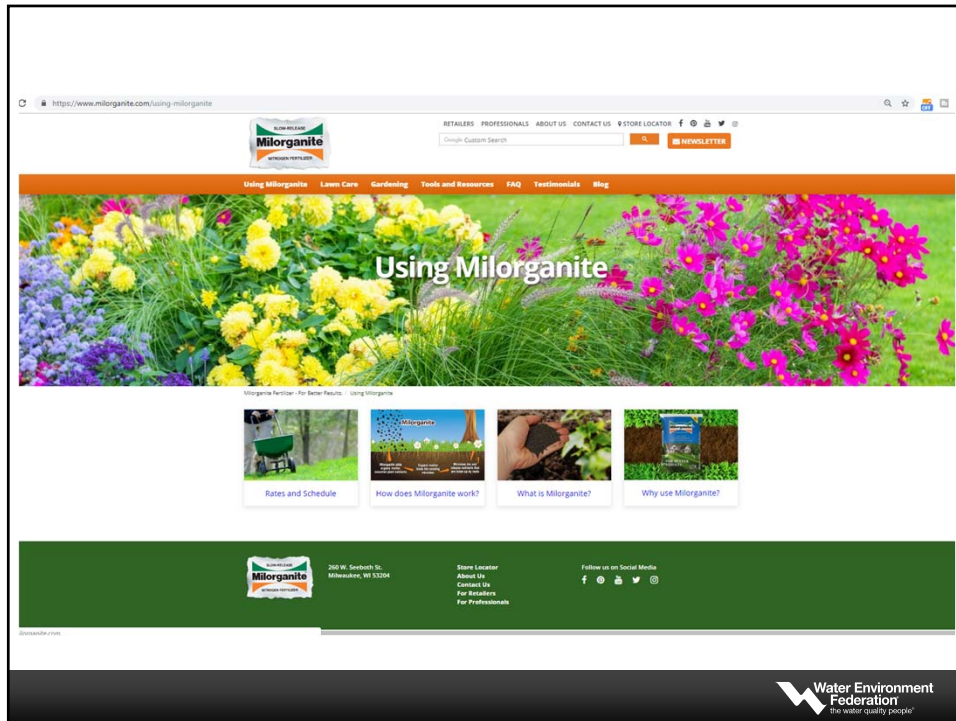 https://www.milorganite.com/using-milorganite
OFF
RETAILERS PROFESSIONALS ABOUT US CONTACT US STORE LOCATOR
SLOW-RELEASE
Milorganite
NITROGEN FERTILIZER
Google Custom Search
NEWSLETTER
Using Milorganite Lawn Care Gardening Tools and Resources FAQ Testimonials Blog
Using Milorganite
Milorganite Fertilizer - For Better Results / Using Milorganite
Milorganite
Rates and Schedule
How does Milorganite work?
What is Milorganite?
Why use Milorganite?
SLOW-RELEASE
Milorganite
NITROGEN FERTILIZER
260 W. Seeboth St.
Milwaukee, WI 53204
Store Locator
About Us
Contact Us
For Retailers
For Professionals
Follow us on Social Media
Water Environment
Federation
the water quality people®